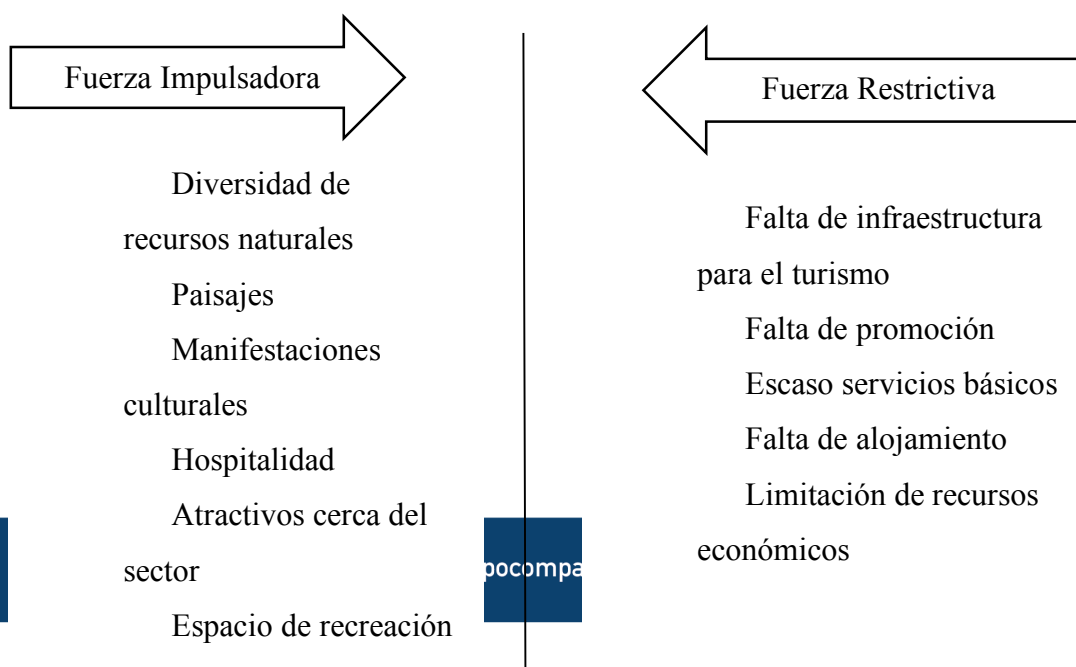 Fuerza Impulsadora
Diversidad de
recursos naturales
Paisajes
Manifestaciones
culturales
Hospitalidad
Atractivos cerca del
sector
Espacio de recreación
Fuerza Restrictiva
Falta de infraestructura
para el turismo
Falta de promoción
Escaso servicios básicos
Falta de alojamiento
Limitación de recursos
económicos
pocompa